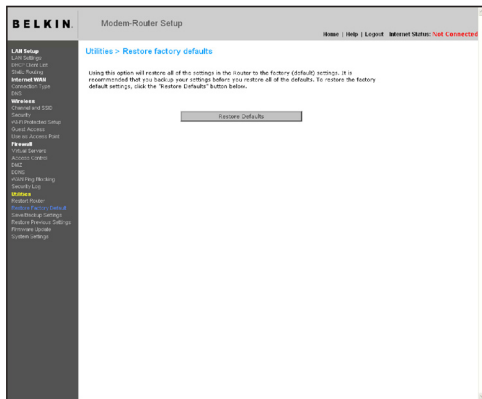 BELKIN.
Modem-Router Setup
Home | Help | Logout Internet Status: Not Connected
LAN Setup
LAN Settings
DHCP Client List
Static Routing
Internet WAN
Connection Type
DNS
Wireless
Channel and SSID
Security
Wi-Fi Protected Setup
Guest Access
Use as Access Point
Firewall
Virtual Servers
Access Control
DMZ
DDNS
WAN Ping Blocking
Security Log
Utilities
Restart Router
Restore Factory Default
Save/Backup Settings
Restore Previous Settings
Firmware Update
System Settings
Utilities > Restore factory defaults
Using this option will restore all of the settings in the Router to the factory (default) settings. It is
recommended that you backup your settings before you restore all of the defaults. To restore the factory
default settings, click the "Restore Defaults" button below.
Restore Defaults